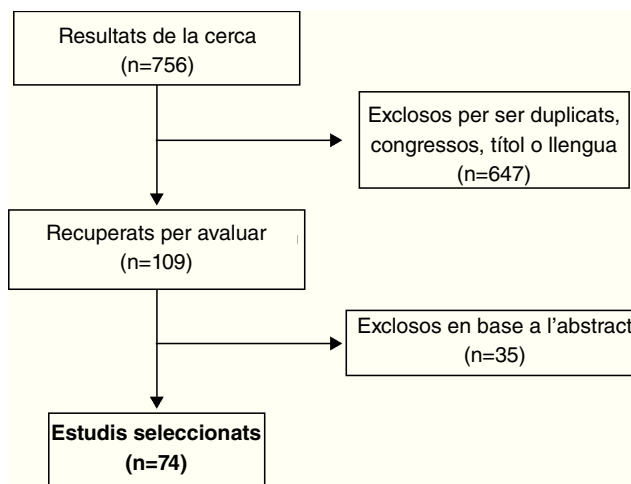 Resultats de la cerca
(n=756)
Exclosos per ser duplicats,
congressos, títol o llengua
(n=647)
Recuperats per avaluar
(n=109)
Exclosos en base a l’abstract
(n=35)
Estudis seleccionats
(n=74)